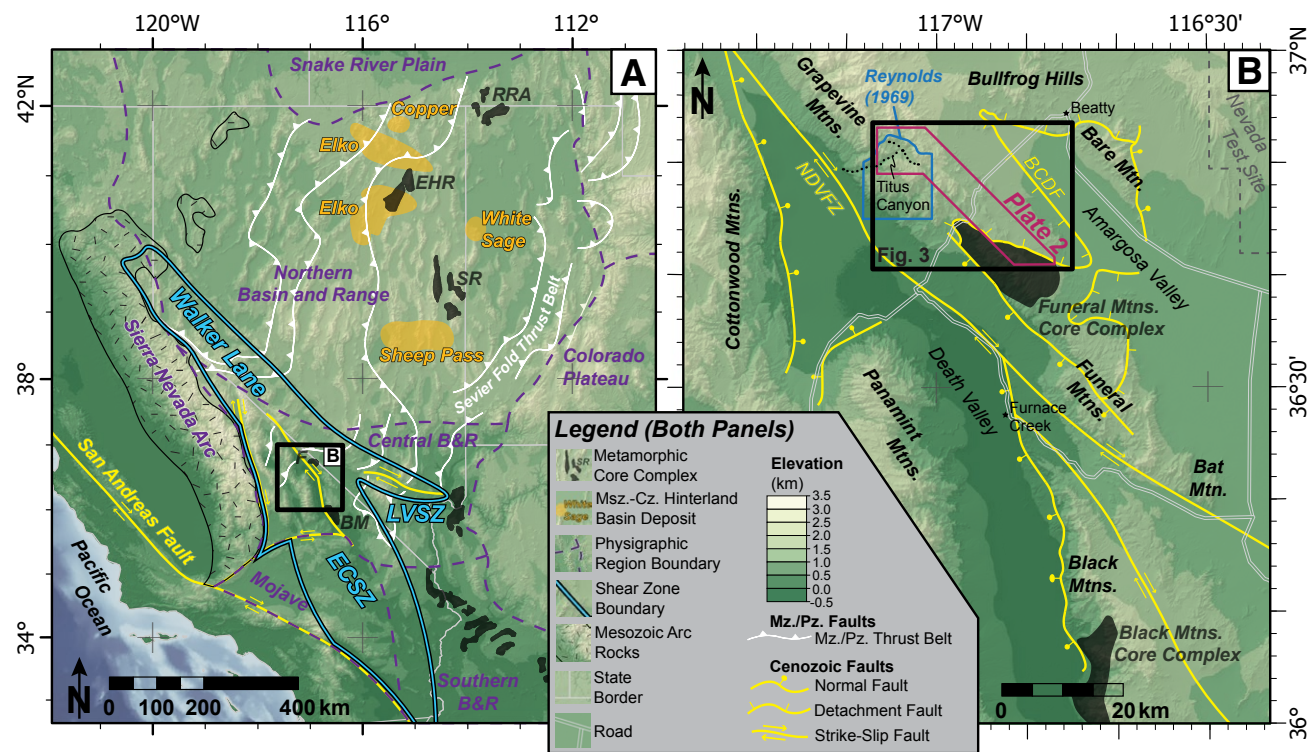 120°W
116°
112°
117°W
116°30'
42°N
38°
34°
37°N
36°30'
36°
A
Snake River Plain
RRA
Copper
Elko
EHR
Elko
White
Sage
Northern
Basin and Range
SR
Walker Lane
Sheep Pass
Sevier Fold Thrust Belt
Colorado
Plateau
Sierra Nevada Arc
Central B&R
F
B
BM
LVSZ
San Andreas Fault
ECSZ
Mojave
Pacific
Ocean
Southern
B&R
N
0 100 200 400 km
B
N
Grapevine
Mtns.
Reynolds
(1969)
Bullfrog Hills
Beatty
Bare Mtn.
Nevada
Test Site
NDVFZ
Titus
Canyon
BCDF
Plate 2
Amargosa Valley
Cottonwood Mtns.
Fig. 3
Funeral Mtns.
Core Complex
Death Valley
Funeral
Mtns.
Panamint
Mtns.
Furnace
Creek
Bat
Mtn.
Black
Mtns.
Black Mtns.
Core Complex
0 20 km
Legend (Both Panels)
SR
Metamorphic
Core Complex
White
Sage
Msz.-Cz. Hinterland
Basin Deposit
Physigraphic
Region Boundary
Shear Zone
Boundary
Mesozoic Arc
Rocks
State
Border
Road
Elevation
(km)
3.5
3.0
2.5
2.0
1.5
1.0
0.5
0.0
-0.5
Mz./Pz. Faults
Mz./Pz. Thrust Belt
Cenozoic Faults
Normal Fault
Detachment Fault
Strike-Slip Fault